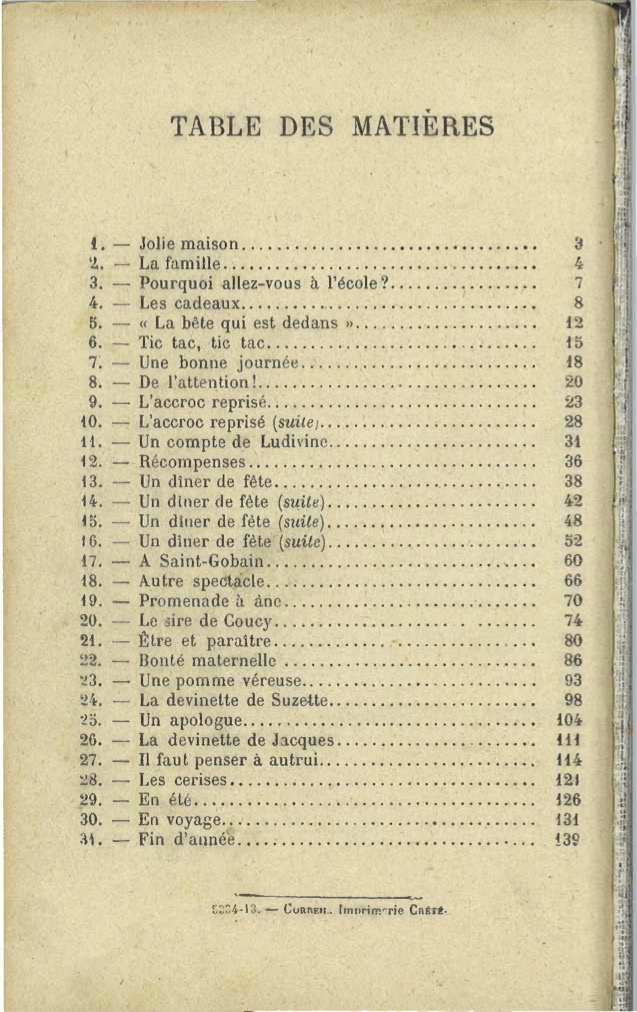 TABLE DES MATIÈRES
1. — Jolie maison 3
2. — La famille 4
3. — Pourquoi allez-vous à l'école? 7
4. — Les cadeaux 8
5. — « La bête qui est dedans » 12
6. — Tic tac, tic tac 15
7. — Une bonne journée 18
8. — De l'attention! 20
9. — L'accroc reprisé 23
10. — L'accroc reprisé (suite) 28
11. — Un compte de Ludivine 31
12. — Récompenses 36
13. — Un dîner de fête 38
14. — Un dîner de fête (suite) 42
15. — Un dîner de fête (suite) 48
16. — Un dîner de fête (suite) 52
17. — A Saint-Gobain 60
18. — Autre spectacle 66
19. — Promenade à âne 70
20. — Le sire de Coucy 74
21. — Être et paraître 80
22. — Bonté maternelle 86
23. — Une pomme véreuse 93
24. — La devinette de Suzette 98
25. — Un apologue 104
26. — La devinette de Jacques 111
27. — Il faut penser à autrui 114
28. — Les cerises 121
29. — En été 126
30. — En voyage 131
31. — Fin d'année 139
— CORBEIL. Imprimerie CRÉTÉ.